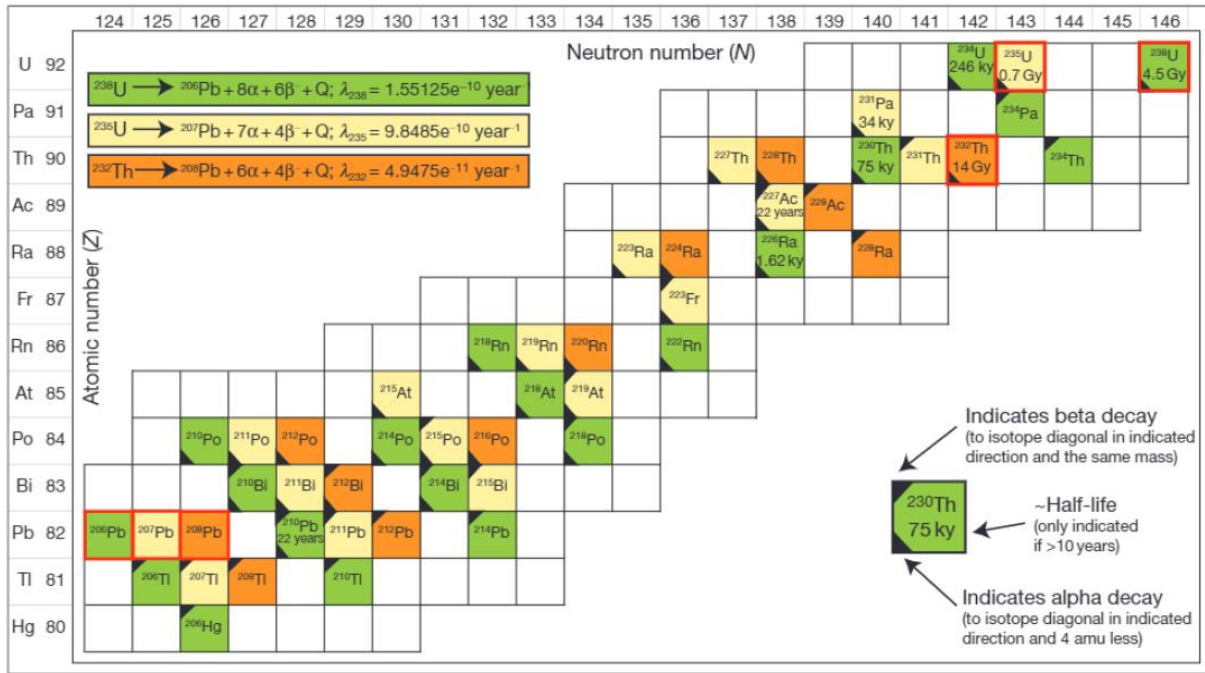 124 125 126 127 128 129 130 131 132 133 134 135 136 137 138 139 140 141 142 143 144 146
Neutron number (N)
Atomic number (Z)
²³⁸U → ²⁰⁶Pb + 8α + 6β⁻ + Q; λ₂₃₈ = 1.55125e⁻¹⁰ year
²³⁵U → ²⁰⁷Pb + 7α + 4β⁻ + Q; λ₂₃₅ = 9.8485e⁻¹⁰ year⁻¹
²³²Th → ²⁰⁸Pb + 6α + 4β⁻ + Q; λ₂₃₂ = 4.9475e⁻¹¹ year⁻¹
U 92 ²³⁴U ²³⁵U ²³⁸U
246 ky 0.7 Gy 4.5 Gy
Pa 91 ²³¹Pa ²³⁴Pa
34 ky
Th 90 ²²⁷Th ²²⁸Th ²³⁰Th ²³¹Th ²³²Th ²³⁴Th
75 ky 14 Gy
Ac 89 ²²⁷Ac ²²⁸Ac
22 years
Ra 88 ²²³Ra ²²⁴Ra ²²⁶Ra ²²⁸Ra
1.62 ky
Fr 87 ²²³Fr
Rn 86 ²¹⁸Rn ²¹⁹Rn ²²⁰Rn ²²²Rn
At 85 ²¹⁵At ²¹⁸At ²¹⁹At
Po 84 ²¹⁰Po ²¹¹Po ²¹²Po ²¹⁴Po ²¹⁵Po ²¹⁶Po ²¹⁸Po
Bi 83 ²¹⁰Bi ²¹¹Bi ²¹²Bi ²¹⁴Bi ²¹⁵Bi
Pb 82 ²⁰⁶Pb ²⁰⁷Pb ²⁰⁸Pb ²¹⁰Pb ²¹¹Pb ²¹²Pb ²¹⁴Pb
22 years
Tl 81 ²⁰⁶Tl ²⁰⁷Tl ²⁰⁸Tl ²¹⁰Tl
Hg 80 ²⁰⁶Hg
Indicates beta decay
(to isotope diagonal in indicated
direction and the same mass)
²³⁰Th
75 ky
~Half-life
(only indicated
if >10 years)
Indicates alpha decay
(to isotope diagonal in indicated
direction and 4 amu less)